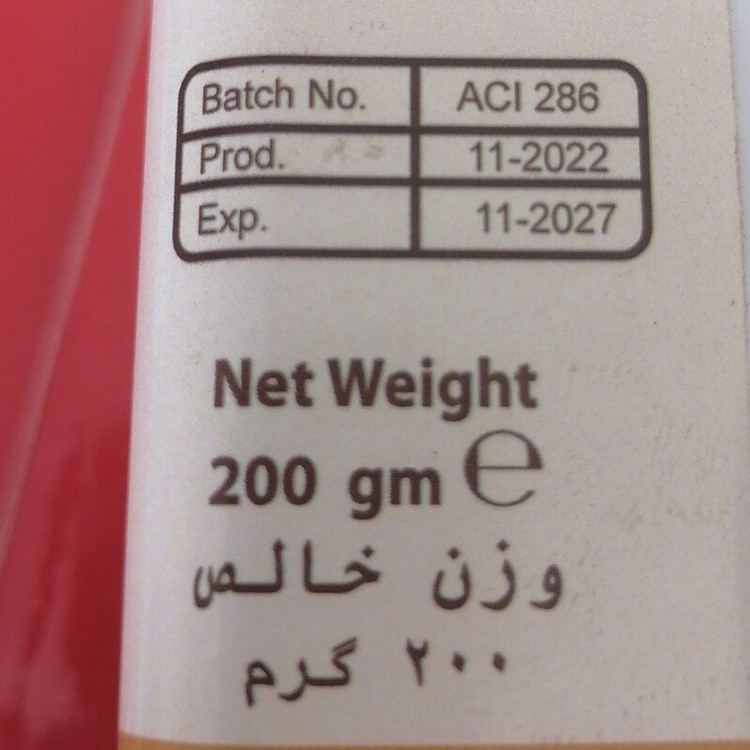 Batch No. ACI 286
Prod. 11-2022
Exp. 11-2027
Net Weight
200 gm ℮
وزن خالص
۲۰۰ گرم